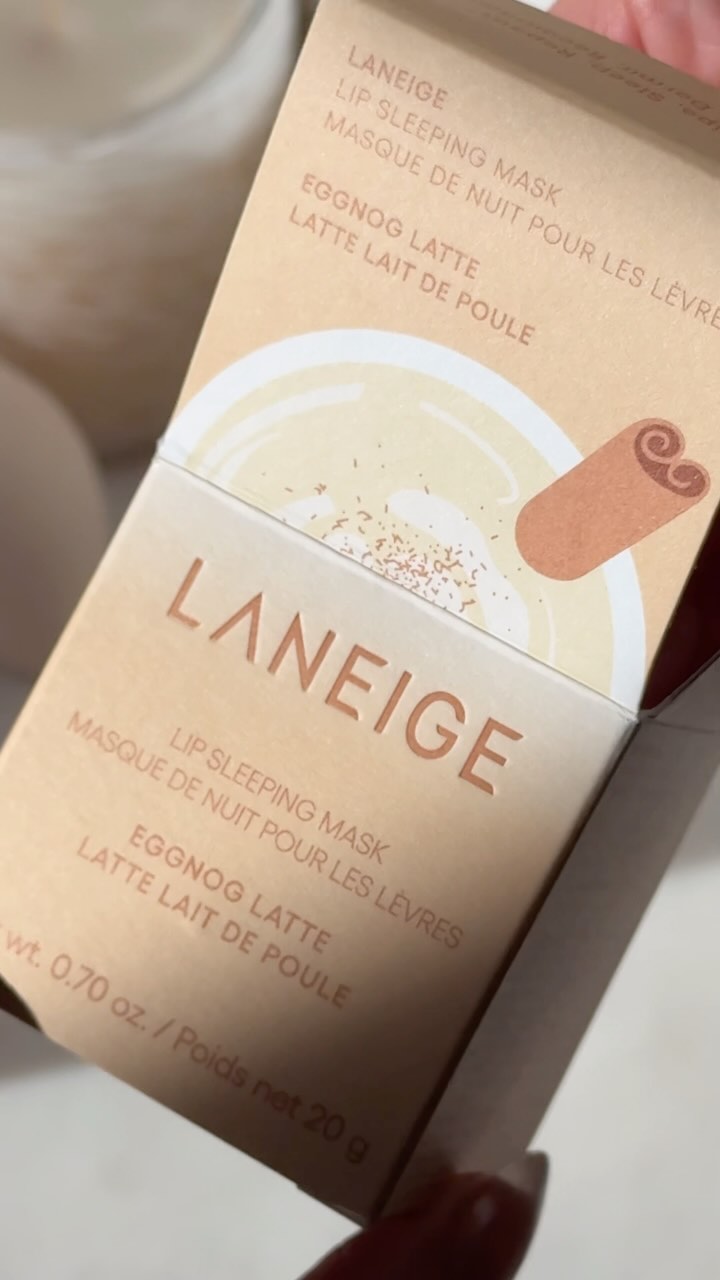 LANEIGE
LIP SLEEPING MASK
MASQUE DE NUIT POUR LES LÈVRE
EGGNOG LATTE
LATTE LAIT DE POULE
LANEIGE
LIP SLEEPING MASK
MASQUE DE NUIT POUR LES LÈVRES
EGGNOG LATTE
LATTE LAIT DE POULE
wt. 0.70 oz. / Poids net 20 g